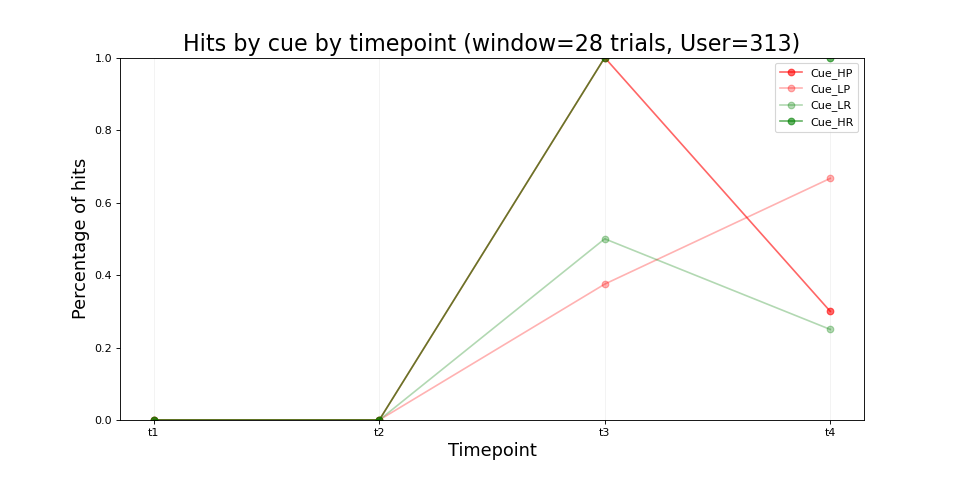 Hits by cue by timepoint (window=28 trials, User=313)
Percentage of hits
1.0
0.8
0.6
0.4
0.2
0.0
Cue_HP
Cue_LP
Cue_LR
Cue_HR
t1
t2
t3
t4
Timepoint